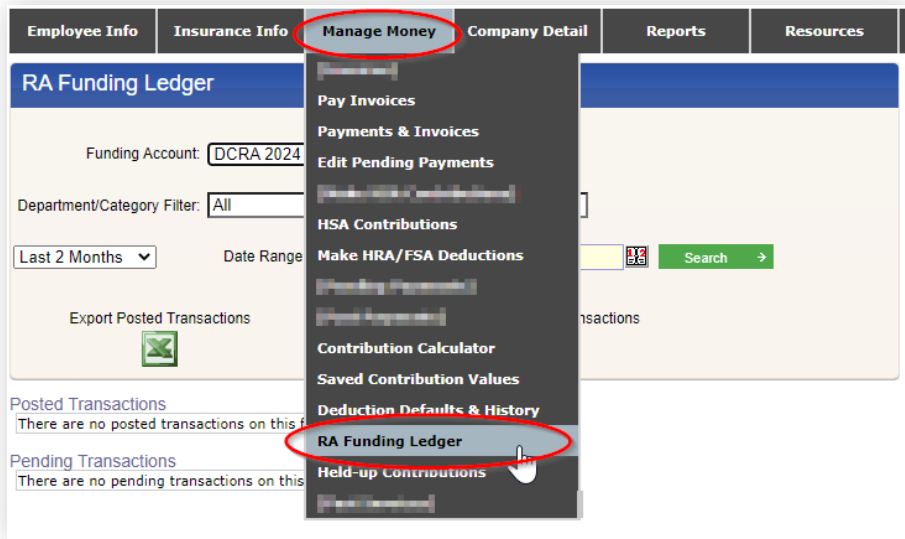 Employee Info
Insurance Info
Manage Money
Company Detail
Reports
Resources
RA Funding Ledger
Funding Account: DCRA 2024
Department/Category Filter: All
Last 2 Months
Date Range
Search
Export Posted Transactions
nsactions
Posted Transactions
There are no posted transactions on this f
Pending Transactions
There are no pending transactions on this
Pay Invoices
Payments & Invoices
Edit Pending Payments
HSA Contributions
Make HRA/FSA Deductions
Contribution Calculator
Saved Contribution Values
Deduction Defaults & History
RA Funding Ledger
Held-up Contributions